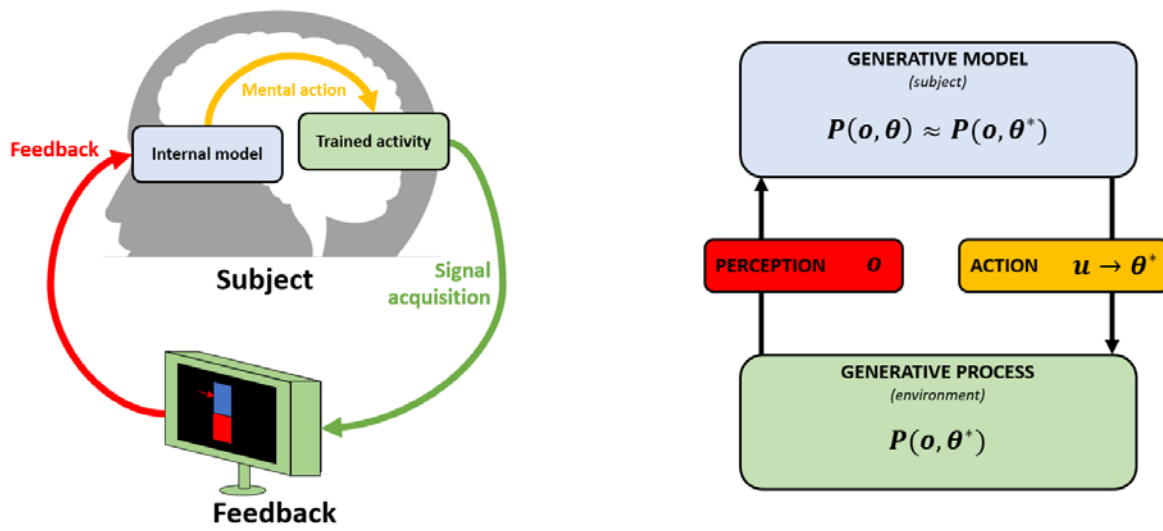 Mental action
Feedback
Internal model
Trained activity
Subject
Signal
acquisition
Feedback
GENERATIVE MODEL
(subject)
P(o, θ) ≈ P(o, θ*)
PERCEPTION o
ACTION u → θ*
GENERATIVE PROCESS
(environment)
P(o, θ*)